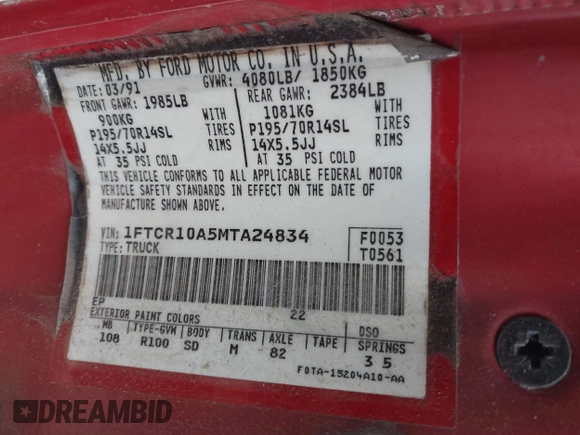 MFD. BY FORD MOTOR CO. IN U.S.A.
DATE: 03/91 GVWR: 4080LB/ 1850KG
FRONT GAWR: 1985LB REAR GAWR: 2384LB
900KG 1081KG
P195/70R14SL TIRES P195/70R14SL TIRES
14X5.5JJ RIMS 14X5.5JJ RIMS
AT 35 PSI COLD AT 35 PSI COLD
THIS VEHICLE CONFORMS TO ALL APPLICABLE FEDERAL MOTOR
VEHICLE SAFETY STANDARDS IN EFFECT ON THE DATE OF
MANUFACTURE SHOWN ABOVE.
VIN: 1FTCR10A5MTA24834 F0053
TYPE: TRUCK T0561
EP 22
EXTERIOR PAINT COLORS DSO
WB TYPE-GVM BODY TRANS AXLE TAPE SPRINGS
108 R100 SD M 82 3 5
F0TA-15204A10-AA
DREAMBID